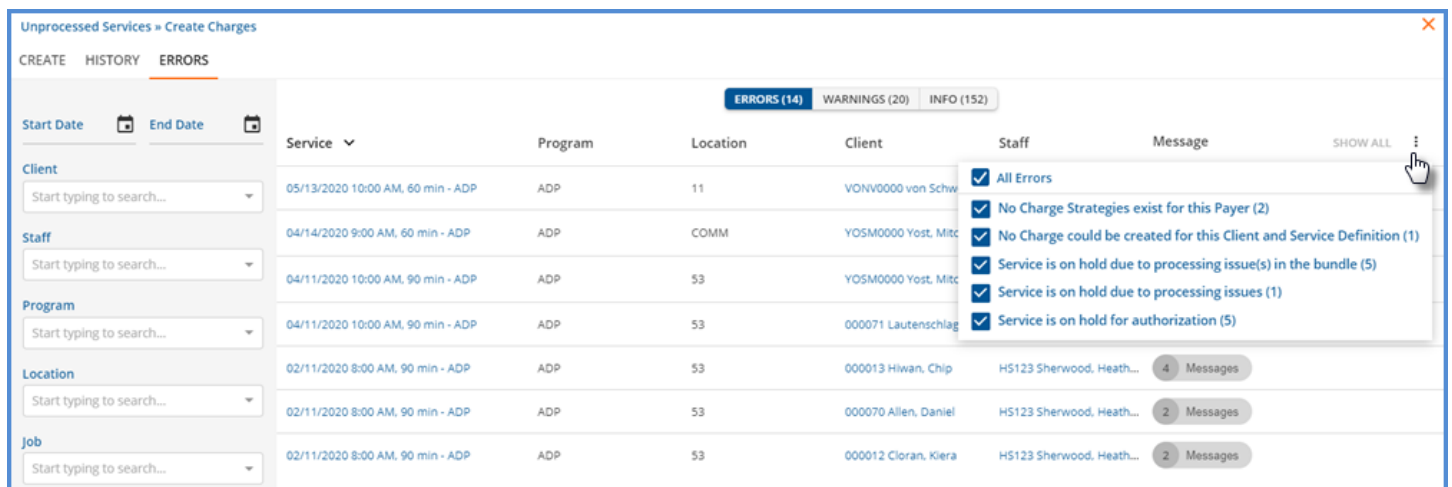 Unprocessed Services » Create Charges
CREATE HISTORY ERRORS
ERRORS (14) WARNINGS (20) INFO (152)
Start Date End Date
Client
Start typing to search...
Staff
Start typing to search...
Program
Start typing to search...
Location
Start typing to search...
Job
Start typing to search...
Service Program Location Client Staff Message SHOW ALL
05/13/2020 10:00 AM, 60 min - ADP ADP 11 VONV0000 von Schw
04/14/2020 9:00 AM, 60 min - ADP ADP COMM YOSM0000 Yost, Mitc
04/11/2020 10:00 AM, 90 min - ADP ADP 53 YOSM0000 Yost, Mitc
04/11/2020 10:00 AM, 90 min - ADP ADP 53 000071 Lautenschlag
02/11/2020 8:00 AM, 90 min - ADP ADP 53 000013 Hiwan, Chip HS123 Sherwood, Heath... 4 Messages
02/11/2020 8:00 AM, 90 min - ADP ADP 53 000070 Allen, Daniel HS123 Sherwood, Heath... 2 Messages
02/11/2020 8:00 AM, 90 min - ADP ADP 53 000012 Cloran, Kiera HS123 Sherwood, Heath... 2 Messages
All Errors
No Charge Strategies exist for this Payer (2)
No Charge could be created for this Client and Service Definition (1)
Service is on hold due to processing issue(s) in the bundle (5)
Service is on hold due to processing issues (1)
Service is on hold for authorization (5)